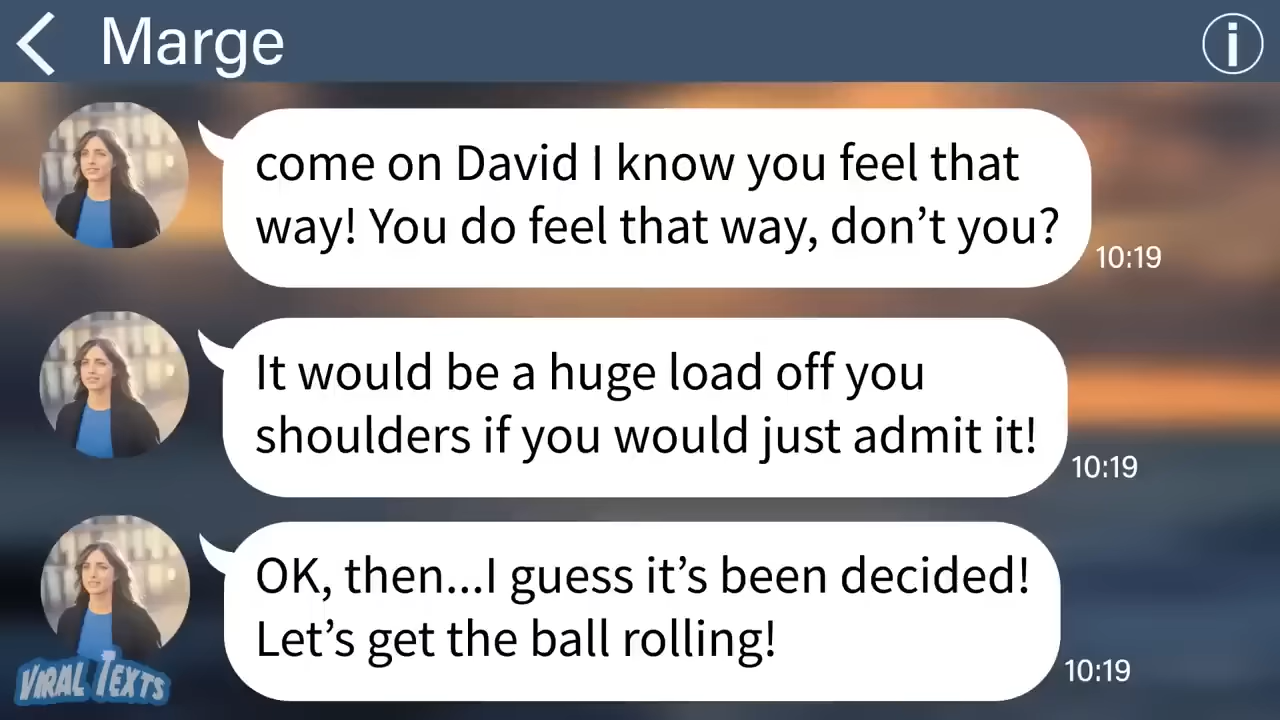 Marge
i
come on David I know you feel that
way! You do feel that way, don’t you?
10:19
It would be a huge load off you
shoulders if you would just admit it!
10:19
OK, then...I guess it’s been decided!
Let’s get the ball rolling!
10:19
VIRAL TEXTS